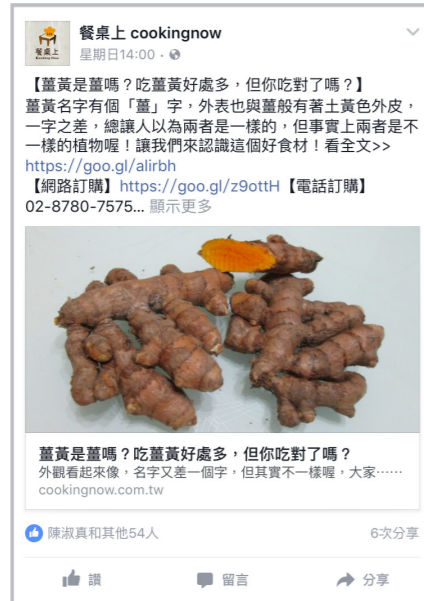 餐桌上 cookingnow
餐桌上
星期日14:00 ·
【薑黃是薑嗎？吃薑黃好處多，但你吃對了嗎？】
薑黃名字有個「薑」字，外表也與薑般有著土黃色外皮，
一字之差，總讓人以為兩者是一樣的，但事實上兩者是不
一樣的植物喔！讓我們來認識這個好食材！看全文>>
https://goo.gl/alirbh
【網路訂購】https://goo.gl/z9ottH【電話訂購】
02-8780-7575... 顯示更多
薑黃是薑嗎？吃薑黃好處多，但你吃對了嗎？
外觀看起來像，名字又差一個字，但其實不一樣喔，大家⋯⋯
cookingnow.com.tw
陳淑真和其他54人
6次分享
讚
留言
分享